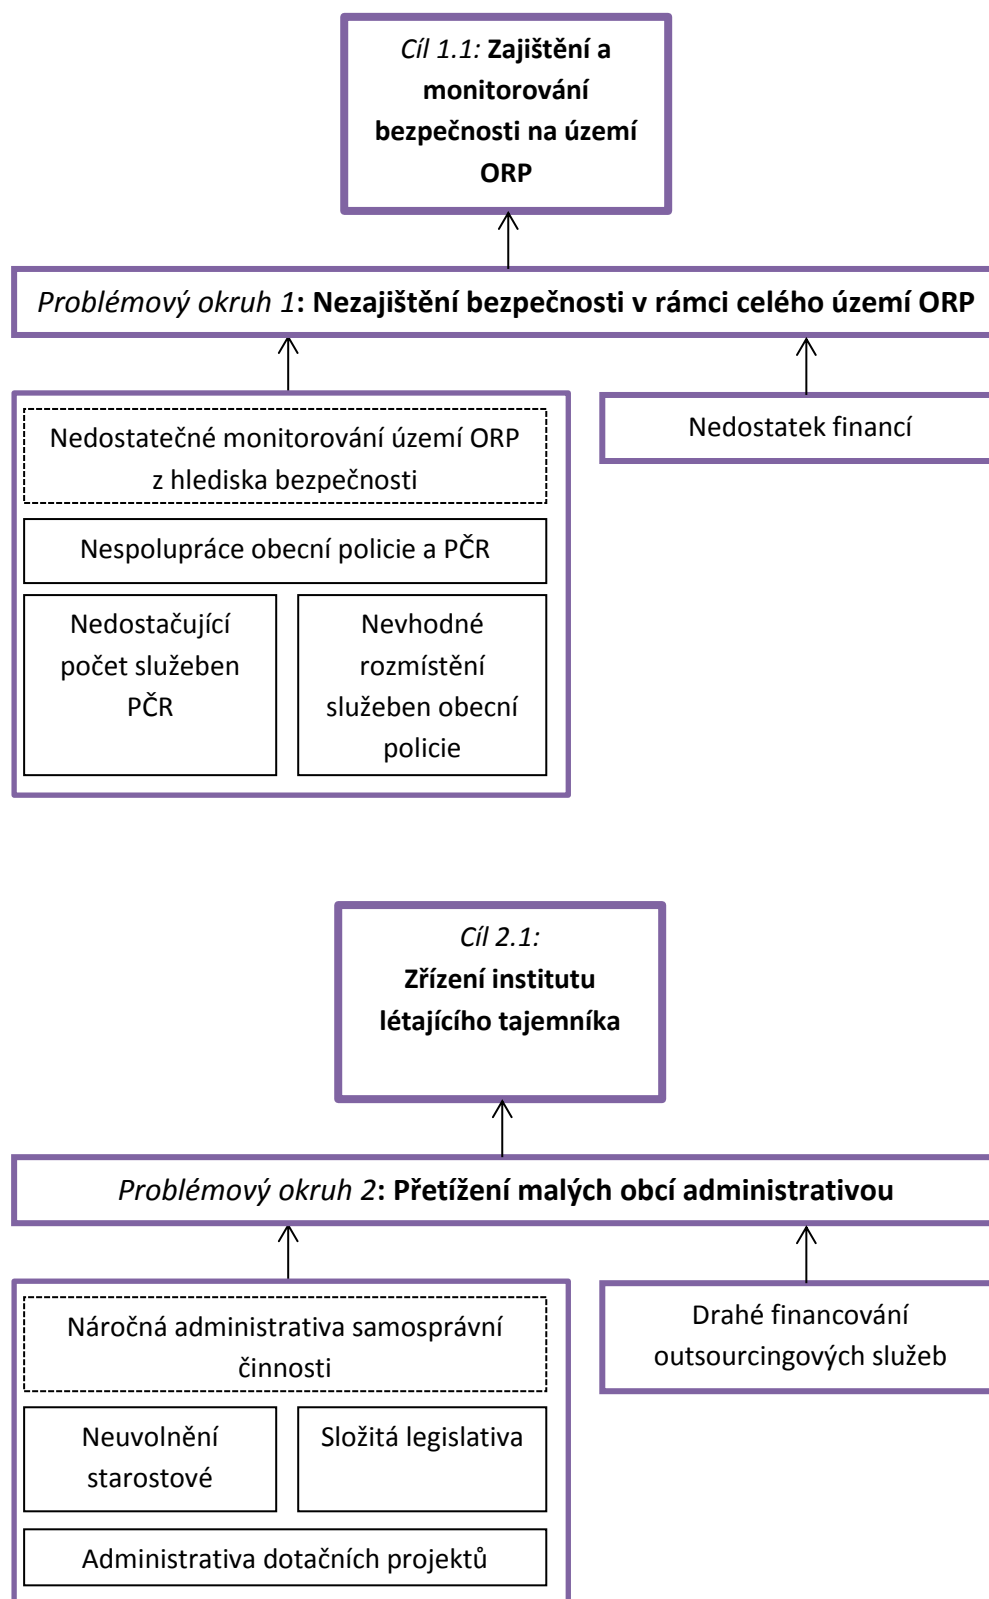 Cíl 1.1: Zajištění a
monitorování
bezpečnosti na území
ORP
Problémový okruh 1: Nezajištění bezpečnosti v rámci celého území ORP
Nedostatečné monitorování území ORP
z hlediska bezpečnosti
Nespolupráce obecní policie a PČR
Nedostačující
počet služeben
PČR
Nevhodné
rozmístění
služeben obecní
policie
Nedostatek financí
Cíl 2.1:
Zřízení institutu
létajícího tajemníka
Problémový okruh 2: Přetížení malých obcí administrativou
Náročná administrativa samosprávní
činnosti
Neuvolnění
starostové
Složitá legislativa
Administrativa dotačních projektů
Drahé financování
outsourcingových služeb